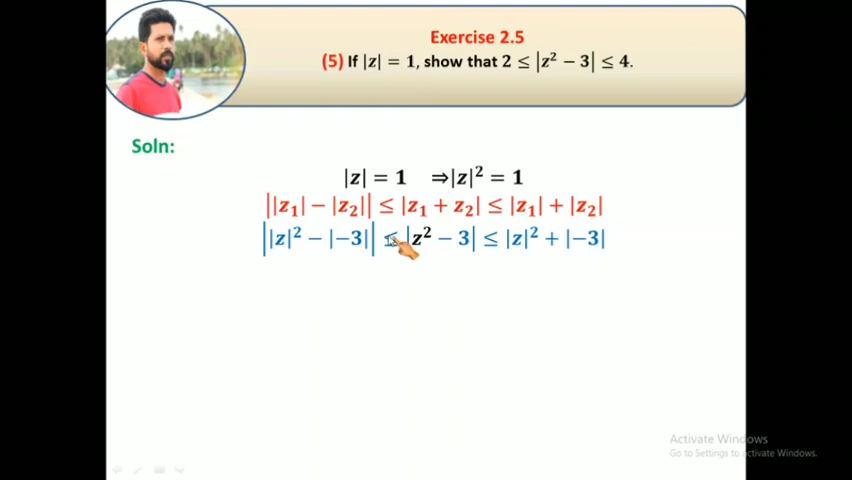 Exercise 2.5
(5) If |z| = 1, show that 2 ≤ |z² − 3| ≤ 4.
Soln:
|z| = 1 ⇒|z|² = 1
||z₁| − |z₂|| ≤ |z₁ + z₂| ≤ |z₁| + |z₂|
||z|² − |−3|| ≤ |z² − 3| ≤ |z|² + |−3|
Activate Windows
Go to Settings to activate Windows.